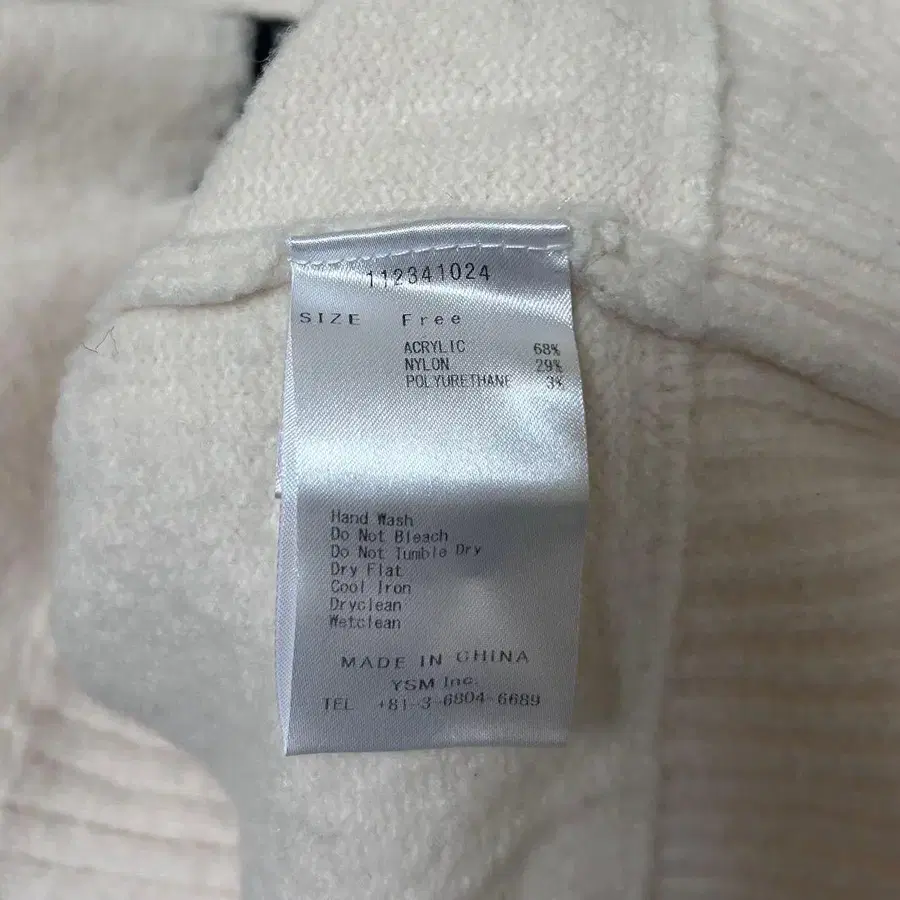 112341024
SIZE Free
ACRYLIC 68%
NYLON 29%
POLYURETHANE 3%
Hand Wash
Do Not Bleach
Do Not Tumble Dry
Dry Flat
Cool Iron
Dryclean
Wetclean
MADE IN CHINA
YSM Inc.
TEL +81-3-6804-6689